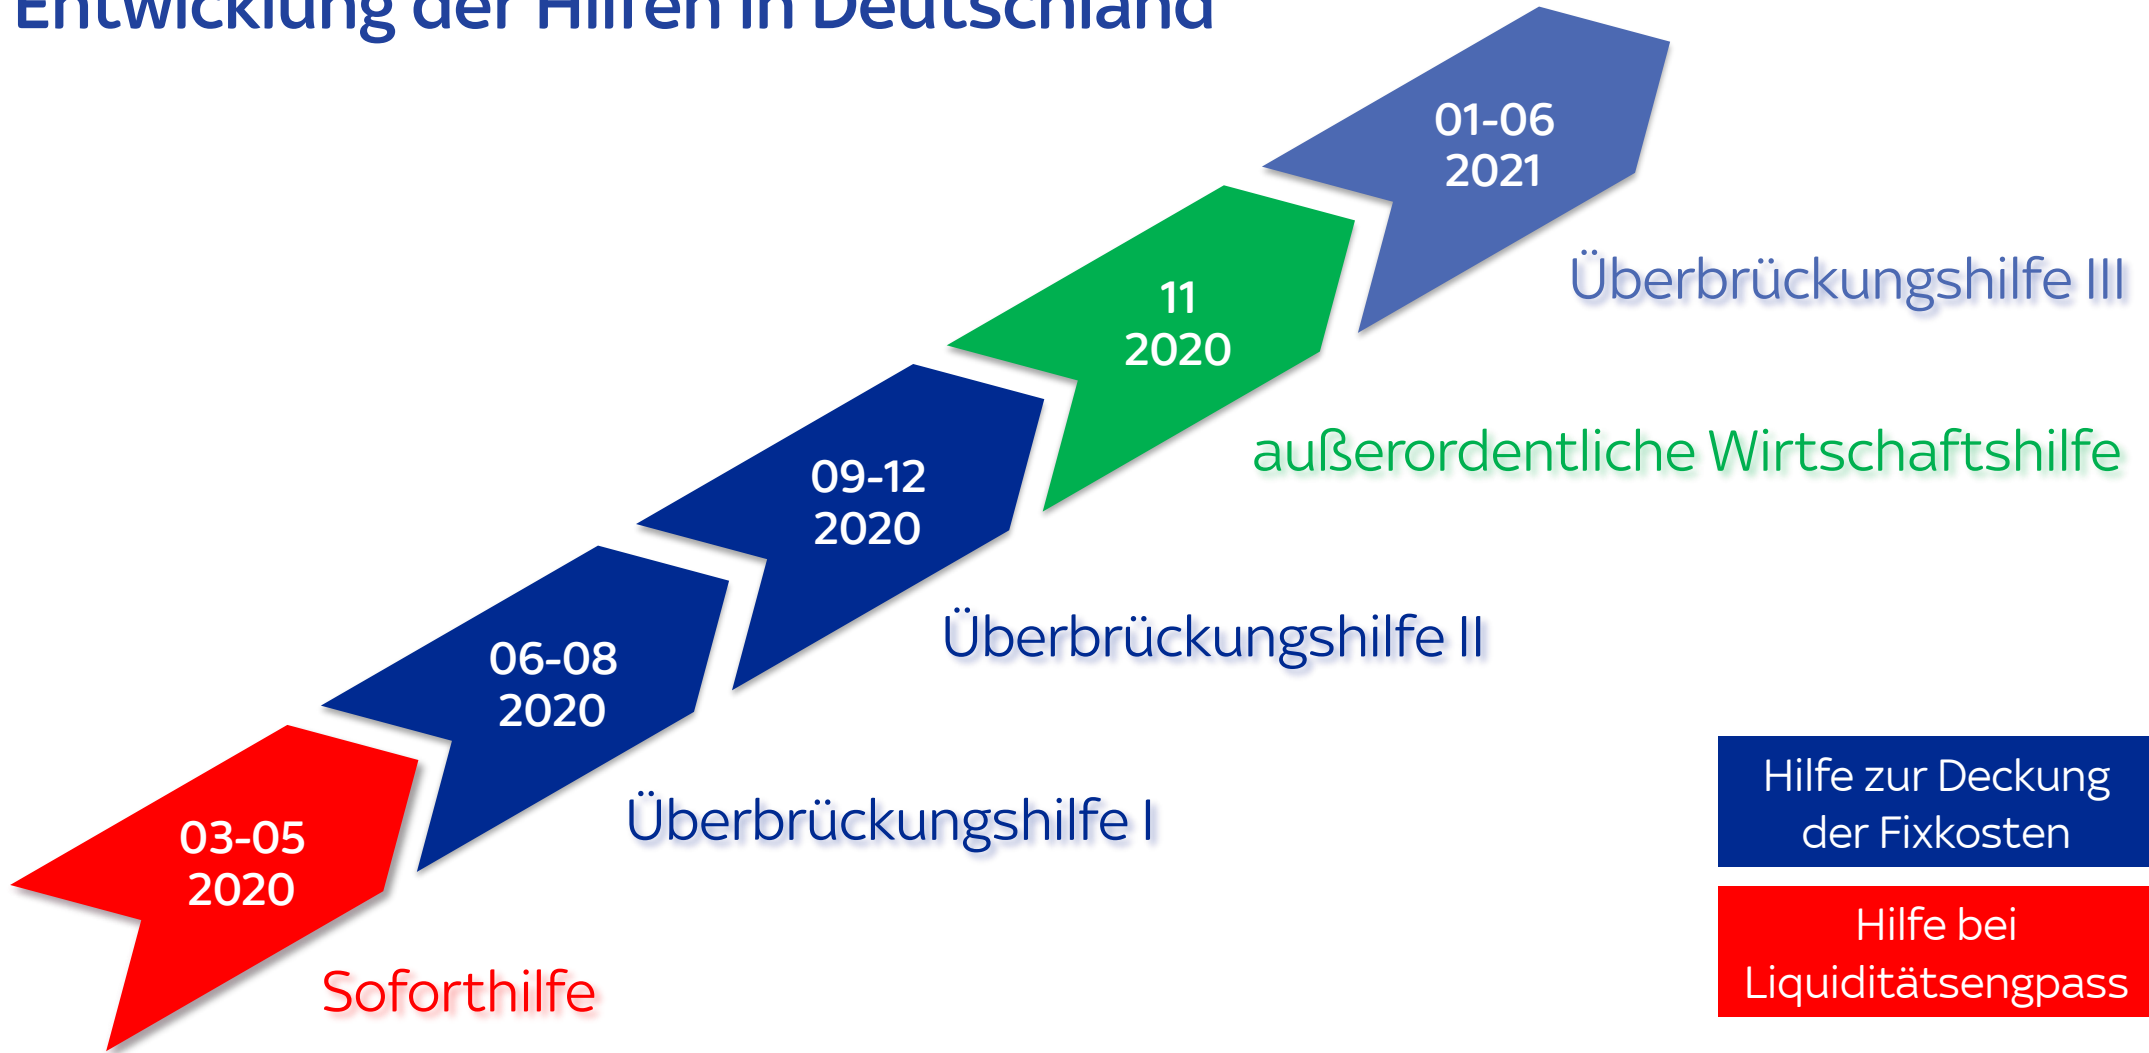 Entwicklung der Hilfen in Deutschland
01-06
2021
Überbrückungshilfe III
11
2020
außerordentliche Wirtschaftshilfe
09-12
2020
Überbrückungshilfe II
06-08
2020
Überbrückungshilfe I
03-05
2020
Soforthilfe
Hilfe zur Deckung
der Fixkosten
Hilfe bei
Liquiditätsengpass